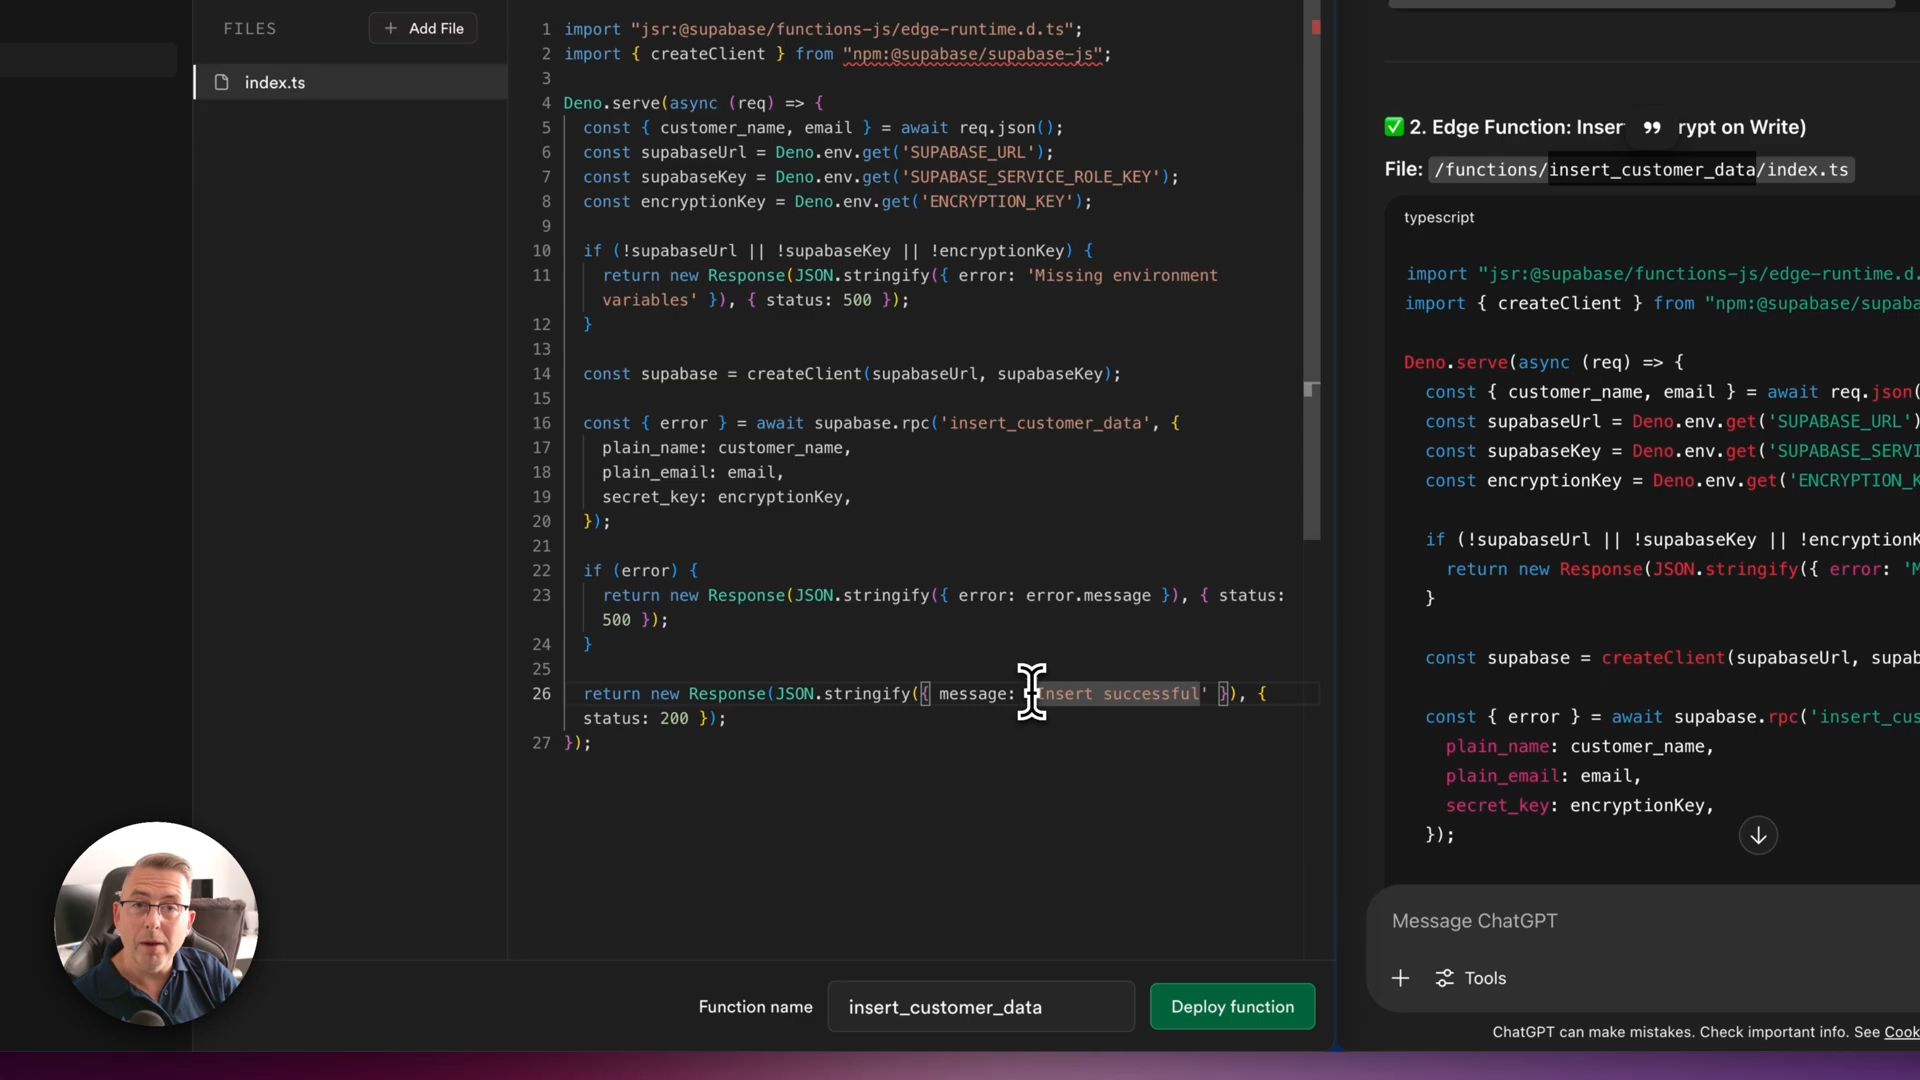 FILES
+ Add File
index.ts
1 import "jsr:@supabase/functions-js/edge-runtime.d.ts";
2 import { createClient } from "npm:@supabase/supabase-js";
3
4 Deno.serve(async (req) => {
5 const { customer_name, email } = await req.json();
6 const supabaseUrl = Deno.env.get('SUPABASE_URL');
7 const supabaseKey = Deno.env.get('SUPABASE_SERVICE_ROLE_KEY');
8 const encryptionKey = Deno.env.get('ENCRYPTION_KEY');
9
10 if (!supabaseUrl || !supabaseKey || !encryptionKey) {
11 return new Response(JSON.stringify({ error: 'Missing environment
variables' }), { status: 500 });
12 }
13
14 const supabase = createClient(supabaseUrl, supabaseKey);
15
16 const { error } = await supabase.rpc('insert_customer_data', {
17 plain_name: customer_name,
18 plain_email: email,
19 secret_key: encryptionKey,
20 });
21
22 if (error) {
23 return new Response(JSON.stringify({ error: error.message }), { status:
500 });
24 }
25
26 return new Response(JSON.stringify({ message: nsert successful' }), {
status: 200 });
27 });
Function name
insert_customer_data
Deploy function
✅ 2. Edge Function: Inser rypt on Write)
File: /functions/insert_customer_data/index.ts
typescript
import "jsr:@supabase/functions-js/edge-runtime.d.
import { createClient } from "npm:@supabase/supaba
Deno.serve(async (req) => {
const { customer_name, email } = await req.json(
const supabaseUrl = Deno.env.get('SUPABASE_URL')
const supabaseKey = Deno.env.get('SUPABASE_SERVI
const encryptionKey = Deno.env.get('ENCRYPTION_K
if (!supabaseUrl || !supabaseKey || !encryptionK
return new Response(JSON.stringify({ error: 'M
}
const supabase = createClient(supabaseUrl, supab
const { error } = await supabase.rpc('insert_cus
plain_name: customer_name,
plain_email: email,
secret_key: encryptionKey,
});
Message ChatGPT
+ Tools
ChatGPT can make mistakes. Check important info. See Cook